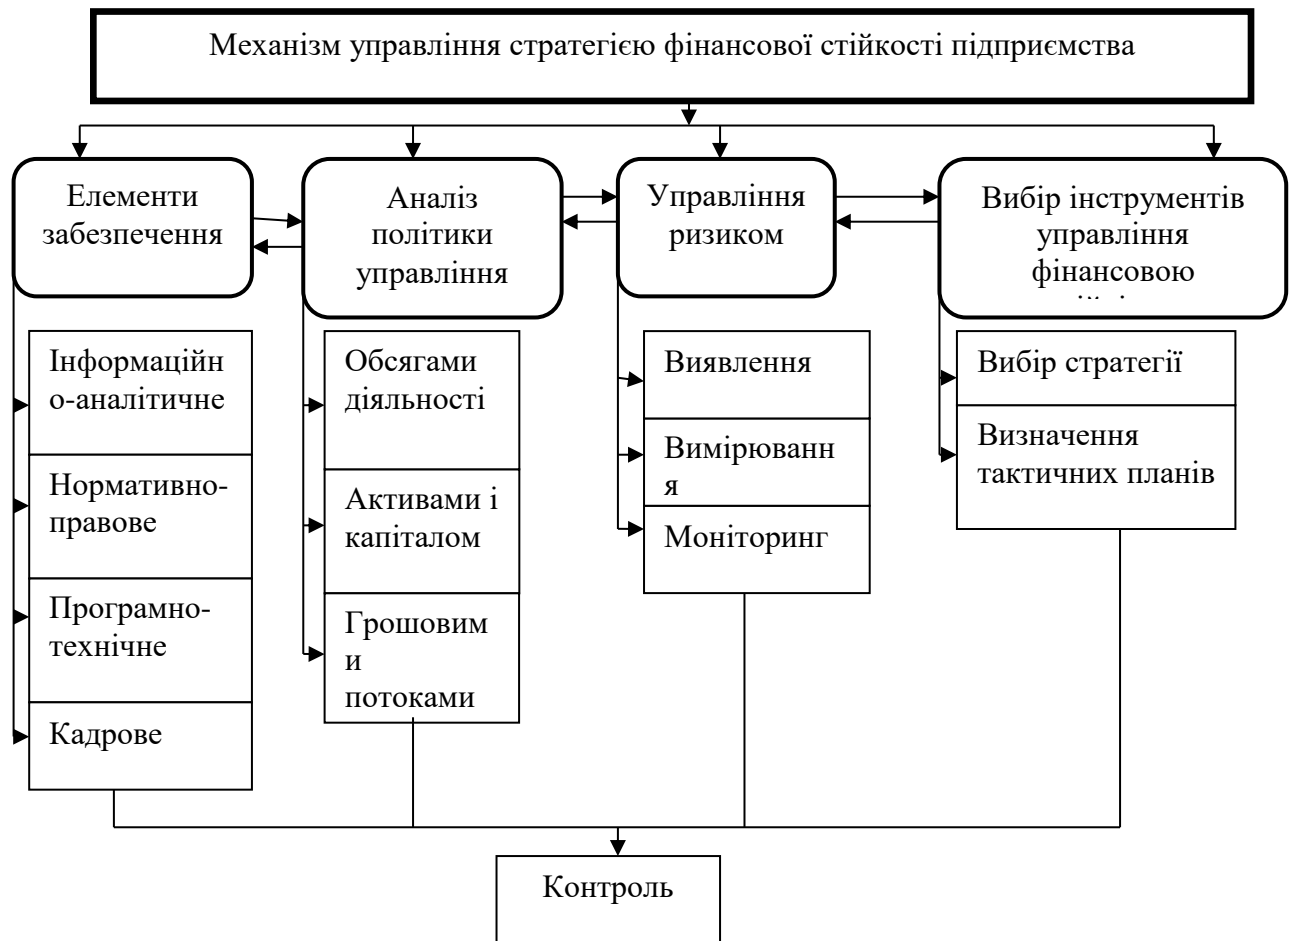 Механізм управління стратегією фінансової стійкості підприємства
Елементи
забезпечення
Аналіз
політики
управління
Управління
ризиком
Вибір інструментів
управління
фінансовою
Інформаційн
о-аналітичне
Нормативно-
правове
Програмно-
технічне
Кадрове
Обсягами
діяльності
Активами і
капіталом
Грошовим
и
потоками
Виявлення
Вимірюванн
я
Моніторинг
Вибір стратегії
Визначення
тактичних планів
Контроль